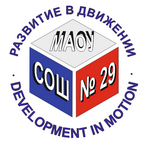 РАЗВИТИЕ В ДВИЖЕНИИ
МАОУ
СОШ № 29
• DEVELOPMENT IN MOTION •